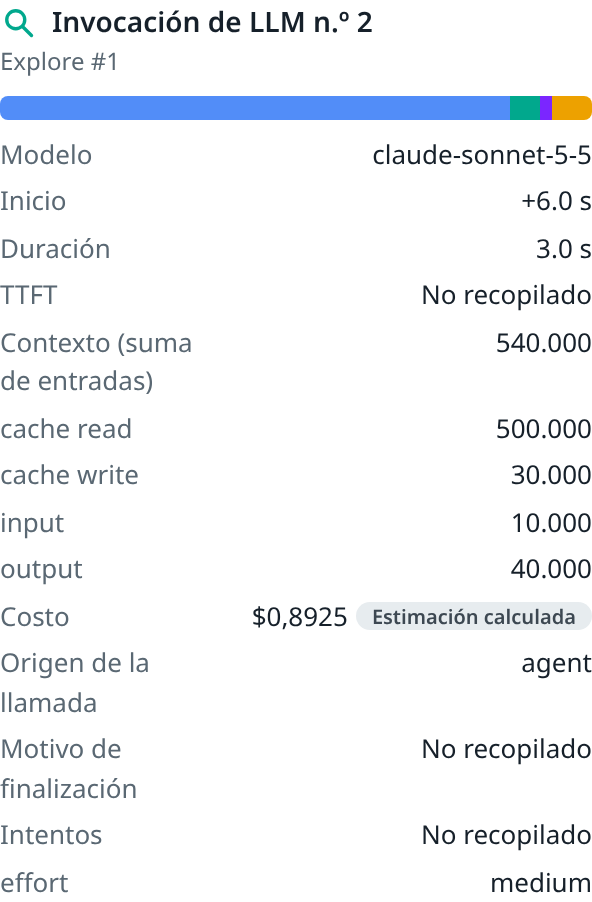 Invocación de LLM n.º 2
Explore #1
Modelo claude-sonnet-5-5
Inicio +6.0 s
Duración 3.0 s
TTFT No recopilado
Contexto (suma 540.000
de entradas)
cache read 500.000
cache write 30.000
input 10.000
output 40.000
Costo $0,8925 Estimación calculada
Origen de la agent
llamada
Motivo de No recopilado
finalización
Intentos No recopilado
effort medium